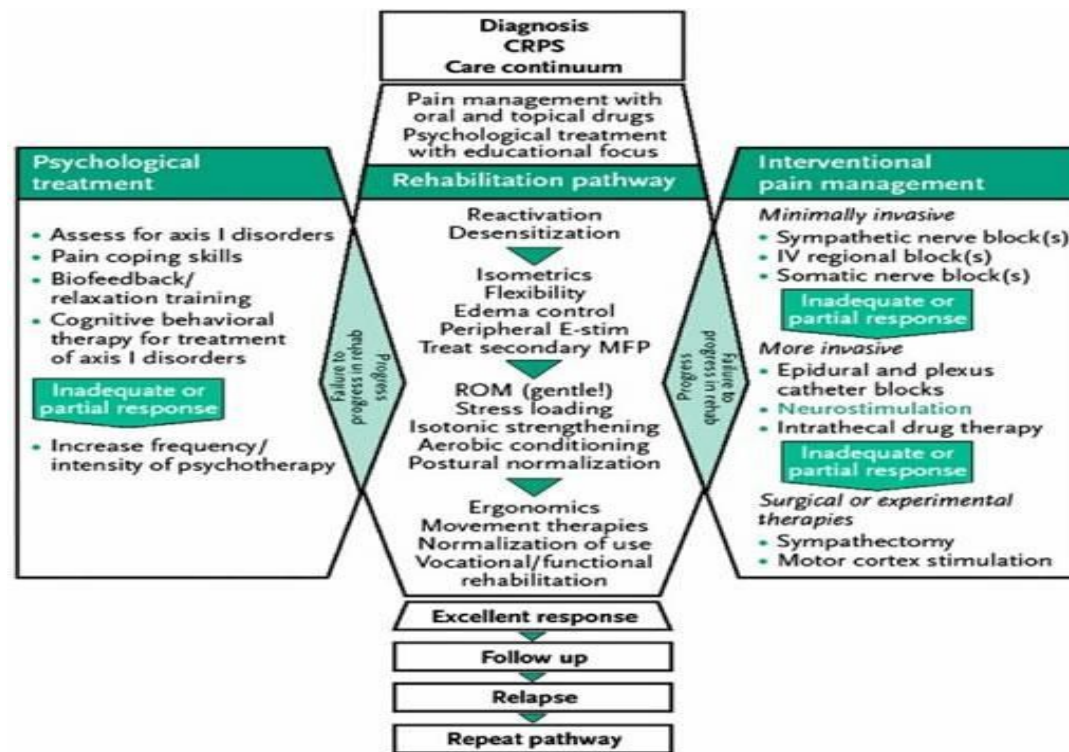 Diagnosis
CRPS
Care continuum
Pain management with
oral and topical drugs
Psychological treatment
with educational focus
Psychological
treatment
• Assess for axis I disorders
• Pain coping skills
• Biofeedback/
relaxation training
• Cognitive behavioral
therapy for treatment
of axis I disorders
Inadequate or
partial response
• Increase frequency/
intensity of psychotherapy
Failure to
progress in rehab
Progress
Rehabilitation pathway
Reactivation
Desensitization
Isometrics
Flexibility
Edema control
Peripheral E-stim
Treat secondary MFP
ROM (gentle!)
Stress loading
Isotonic strengthening
Aerobic conditioning
Postural normalization
Ergonomics
Movement therapies
Normalization of use
Vocational/functional
rehabilitation
Failure to
progress in rehab
Progress
Interventional
pain management
Minimally invasive
• Sympathetic nerve block(s)
• IV regional block(s)
• Somatic nerve block(s)
Inadequate or
partial response
More invasive
• Epidural and plexus
catheter blocks
• Neurostimulation
• Intrathecal drug therapy
Inadequate or
partial response
Surgical or experimental
therapies
• Sympathectomy
• Motor cortex stimulation
Excellent response
Follow up
Relapse
Repeat pathway